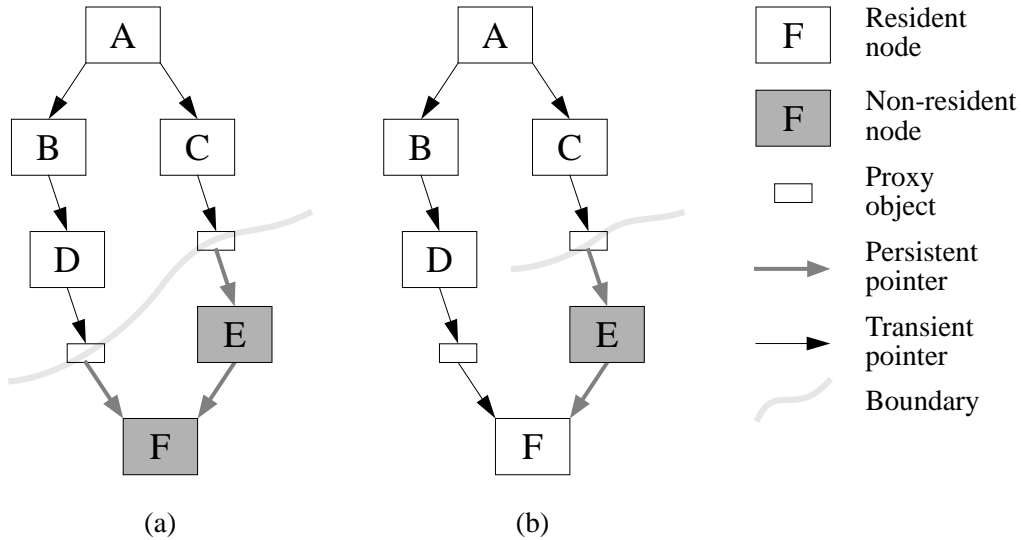 A
B
C
D
E
F
(a)
A
B
C
D
E
F
(b)
F
Resident
node
F
Non-resident
node
Proxy
object
Persistent
pointer
Transient
pointer
Boundary